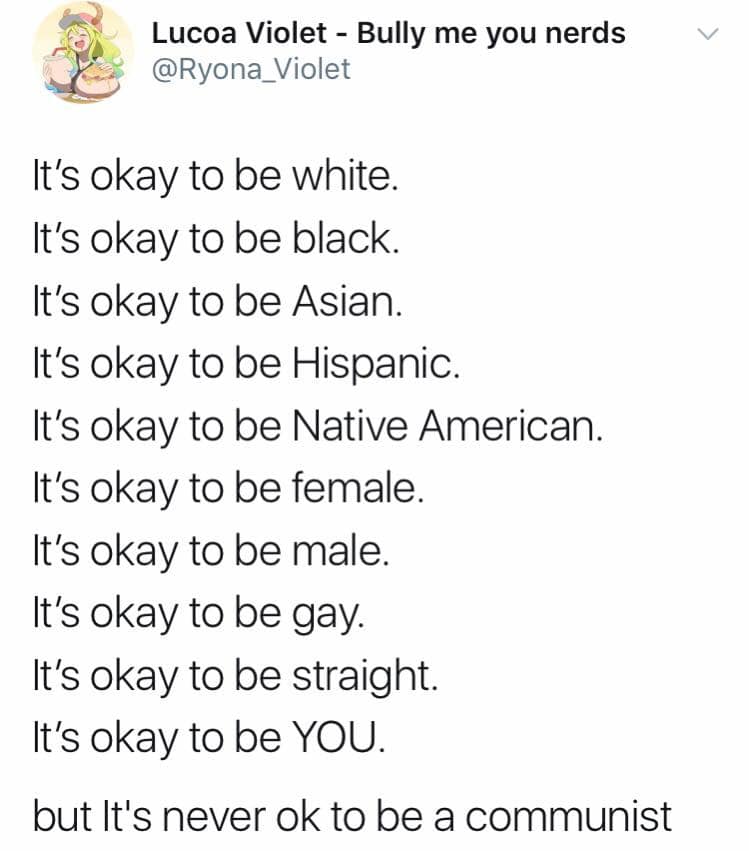 Lucoa Violet - Bully me you nerds
@Ryona_Violet
It’s okay to be white.
It’s okay to be black.
It’s okay to be Asian.
It’s okay to be Hispanic.
It’s okay to be Native American.
It’s okay to be female.
It’s okay to be male.
It’s okay to be gay.
It’s okay to be straight.
It’s okay to be YOU.
but It's never ok to be a communist